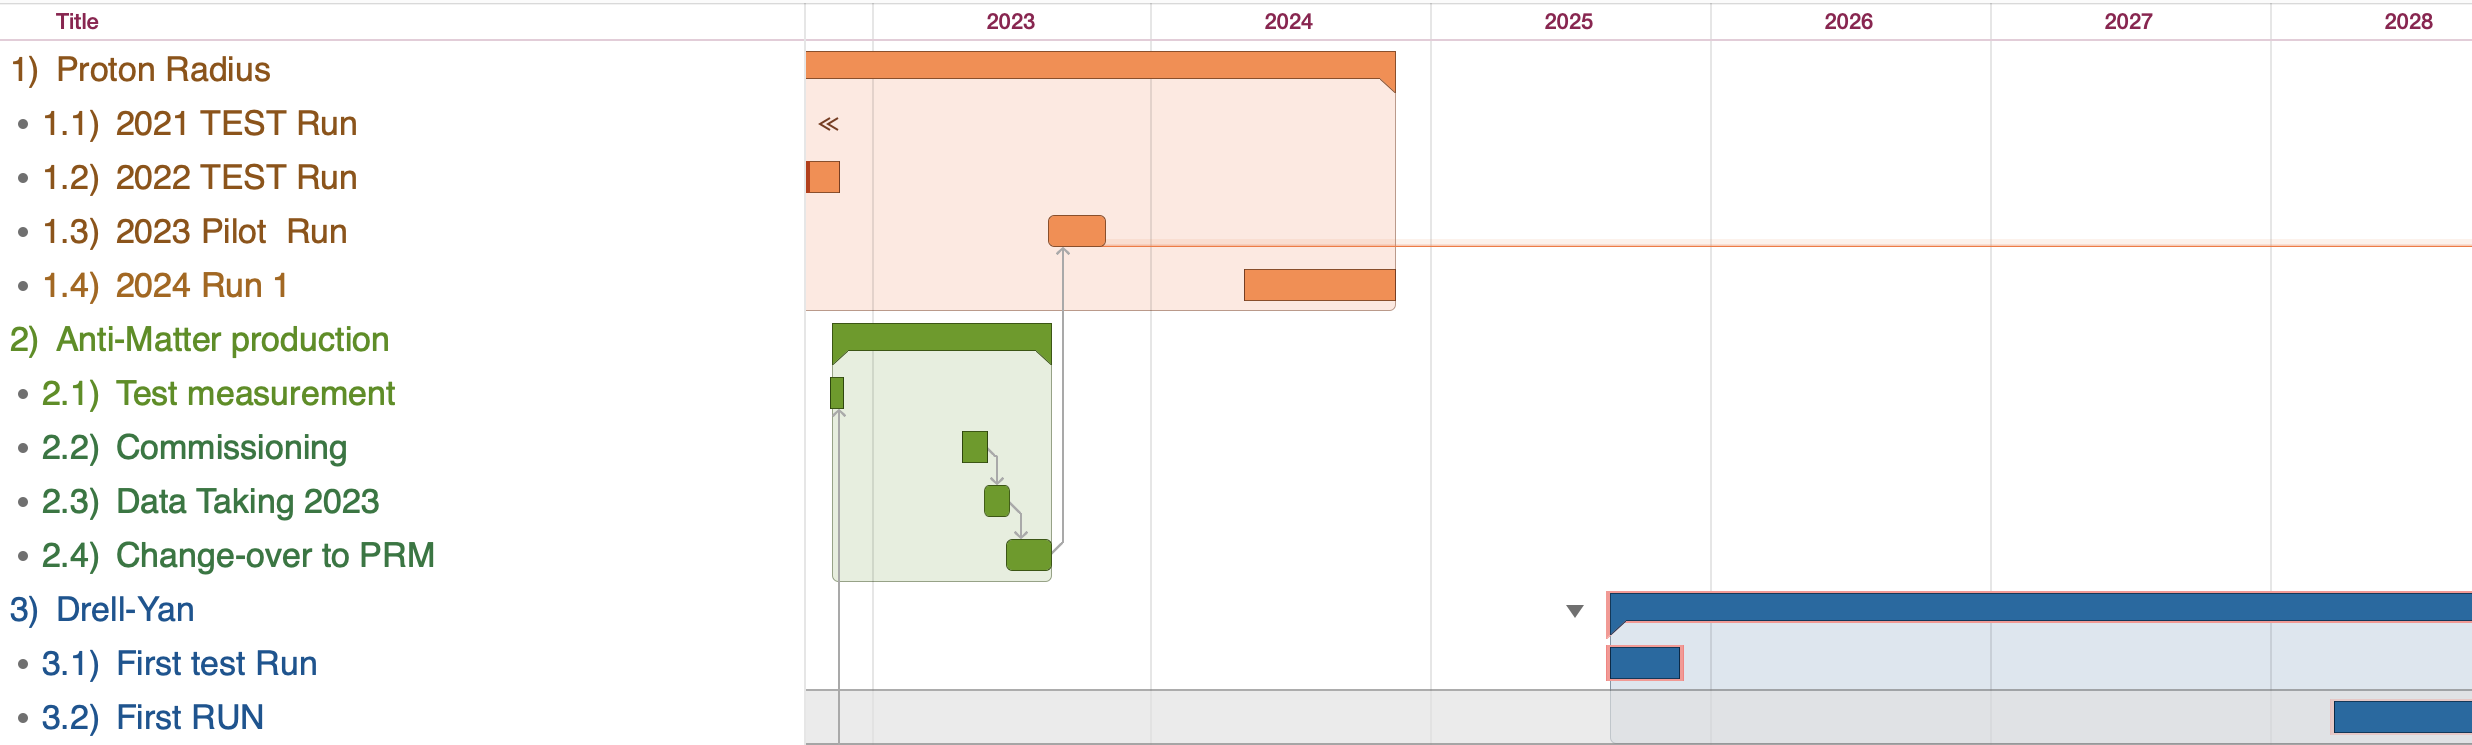 Title 2023 2024 2025 2026 2027 2028
1) Proton Radius
• 1.1) 2021 TEST Run
• 1.2) 2022 TEST Run
• 1.3) 2023 Pilot  Run
• 1.4) 2024 Run 1
2) Anti-Matter production
• 2.1) Test measurement
• 2.2) Commissioning
• 2.3) Data Taking 2023
• 2.4) Change-over to PRM
3) Drell-Yan
• 3.1) First test Run
• 3.2) First RUN